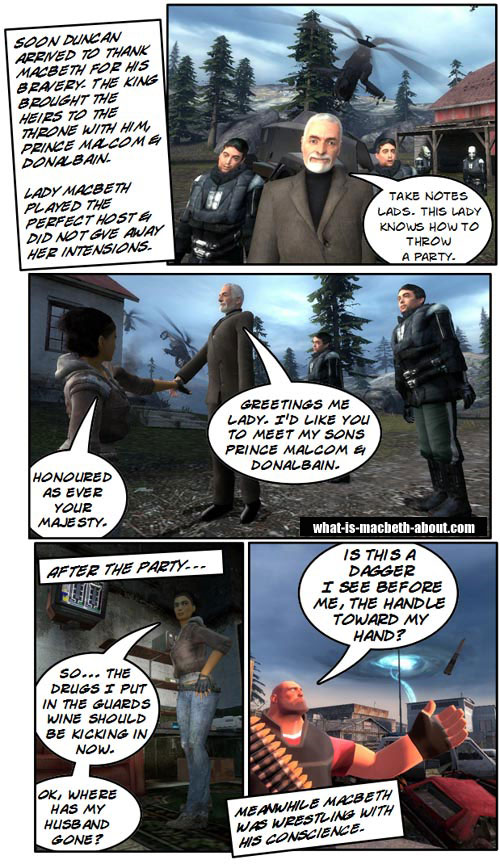 SOON DUNCAN
ARRIVED TO THANK
MACBETH FOR HIS
BRAVERY. THE KING
BROUGHT THE
HEIRS TO THE
THRONE WITH HIM,
PRINCE MALCOM &
DONALBAIN.
LADY MACBETH
PLAYED THE
PERFECT HOST &
DID NOT GVE AWAY
HER INTENSIONS.
TAKE NOTES
LADS. THIS LADY
KNOWS HOW TO
THROW
A PARTY.
GREETINGS ME
LADY. I'D LIKE YOU
TO MEET MY SONS
PRINCE MALCOM &
DONALBAIN.
HONOURED
AS EVER
YOUR
MAJESTY.
what-is-macbeth-about.com
AFTER THE PARTY...
SO... THE
DRUGS I PUT
IN THE GUARDS
WINE SHOULD
BE KICKING IN
NOW.
OK, WHERE
HAS MY
HUSBAND
GONE?
IS THIS A
DAGGER
I SEE BEFORE
ME, THE HANDLE
TOWARD MY
HAND?
MEANWHILE MACBETH
WAS WRESTLING WITH
HIS CONSCIENCE.